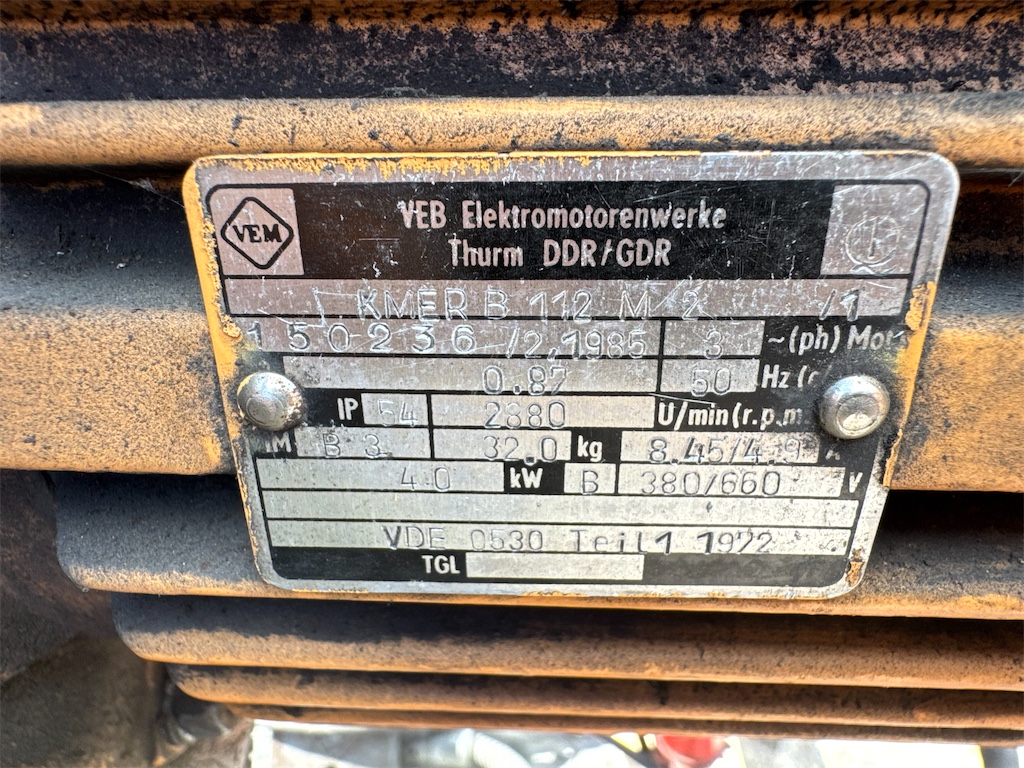 VEM
VEB Elektromotorenwerke
Thurm DDR/GDR
KMER B 112 M 2 /1
150236 /2,1985 3 ~(ph) Mot
0.87 50 Hz (c/
IP 54 2880 U/min(r.p.m
IM B 3 32.0 kg 8.45/4.9 A
4.0 kW B 380/660 V
VDE 0530 Teil1 1972
TGL